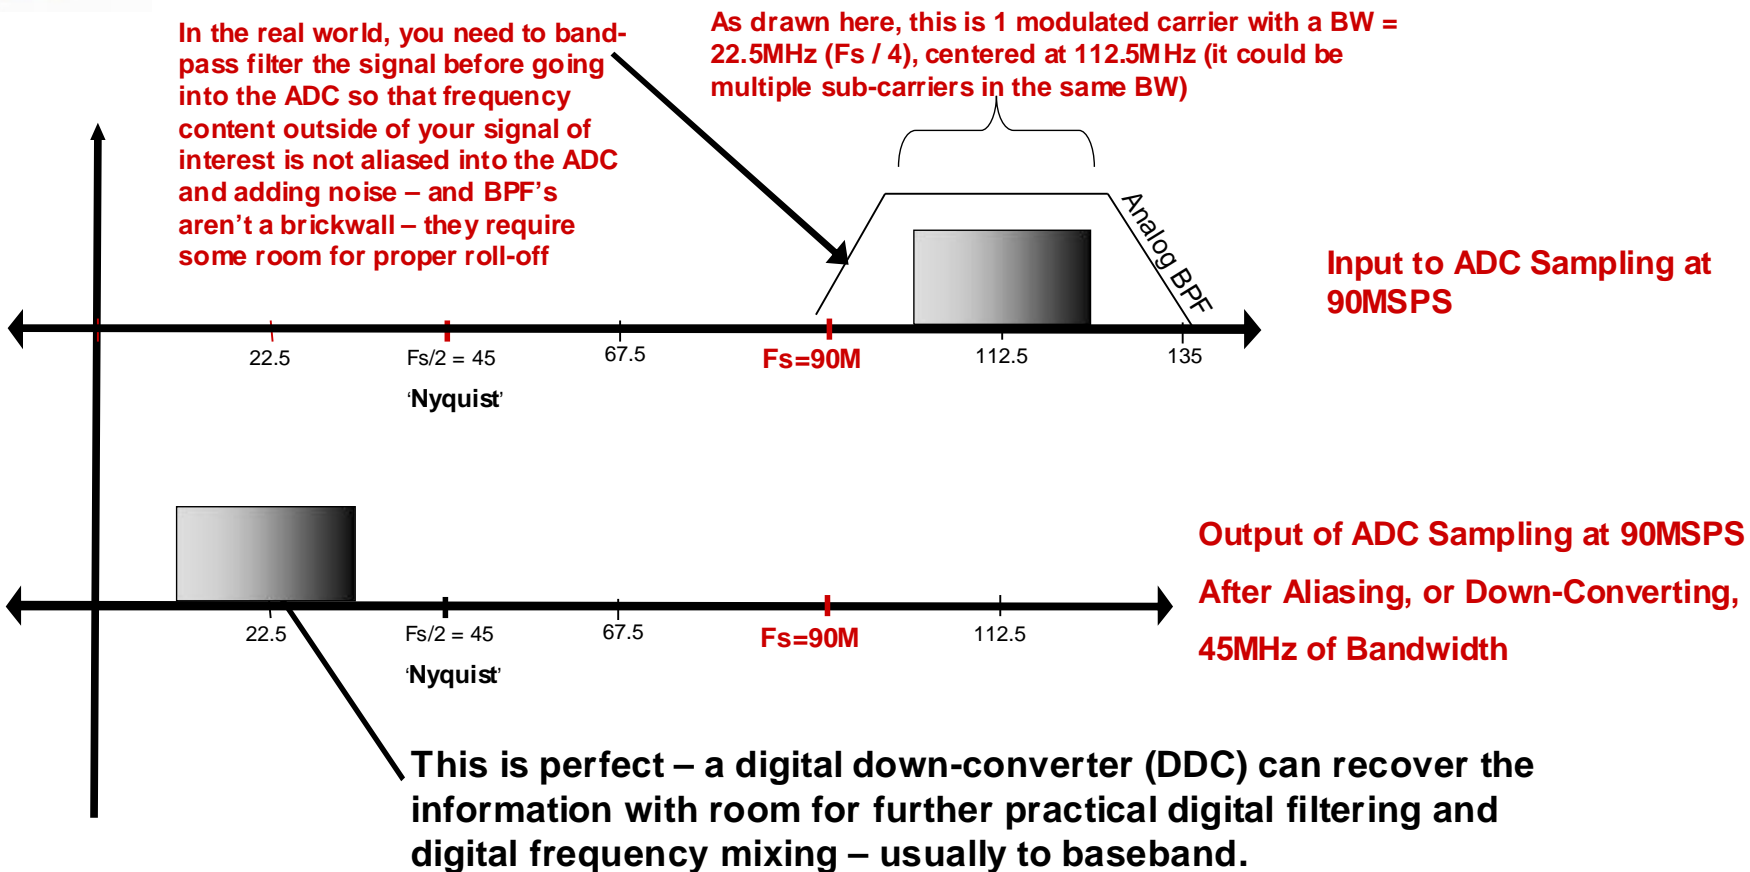 In the real world, you need to band-
pass filter the signal before going
into the ADC so that frequency
content outside of your signal of
interest is not aliased into the ADC
and adding noise – and BPF's
aren't a brickwall – they require
some room for proper roll-off
As drawn here, this is 1 modulated carrier with a BW =
22.5MHz (Fs / 4), centered at 112.5MHz (it could be
multiple sub-carriers in the same BW)
Analog BPF
Input to ADC Sampling at
90MSPS
22.5
Fs/2 = 45
67.5
Fs=90M
112.5
135
'Nyquist'
Output of ADC Sampling at 90MSPS
After Aliasing, or Down-Converting,
45MHz of Bandwidth
22.5
Fs/2 = 45
67.5
Fs=90M
112.5
'Nyquist'
This is perfect – a digital down-converter (DDC) can recover the
information with room for further practical digital filtering and
digital frequency mixing – usually to baseband.